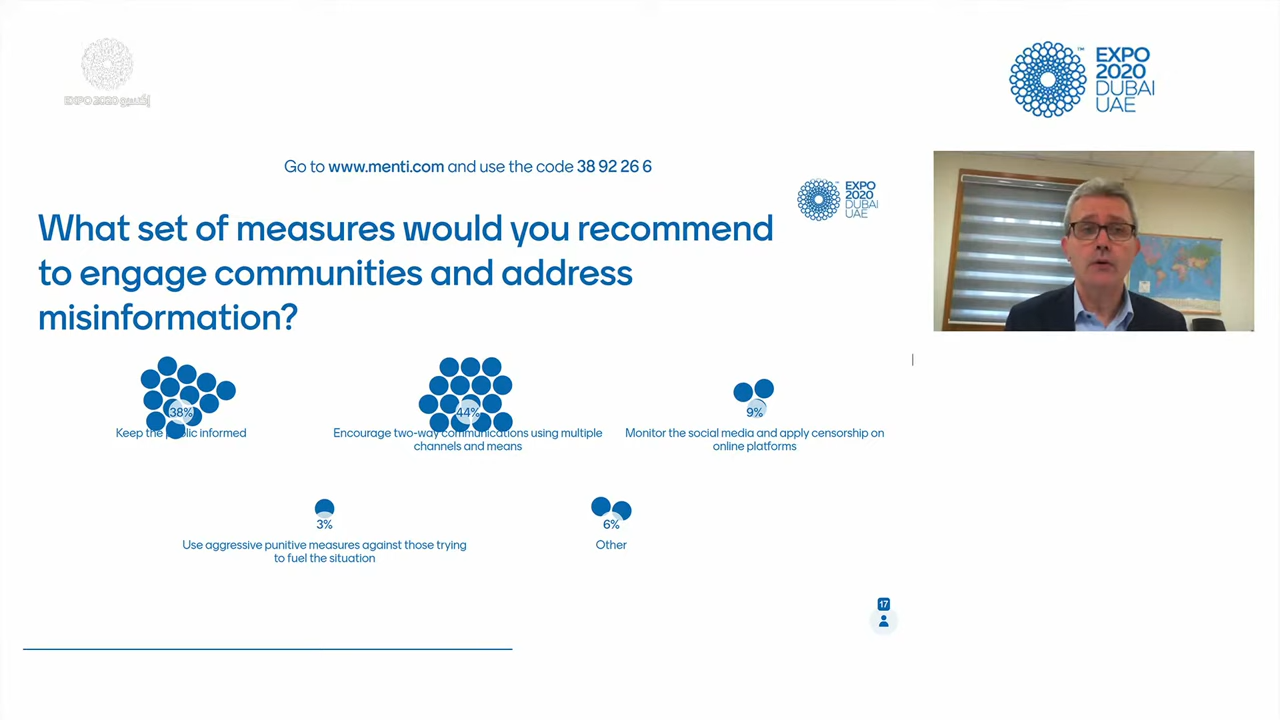 EXPO 2020 إكسبو
EXPO
2020
DUBAI
UAE
Go to www.menti.com and use the code 38 92 26 6
EXPO
2020
DUBAI
UAE
What set of measures would you recommend
to engage communities and address
misinformation?
38%
Keep the public informed
44%
Encourage two-way communications using multiple
channels and means
9%
Monitor the social media and apply censorship on
online platforms
3%
Use aggressive punitive measures against those trying
to fuel the situation
6%
Other
17